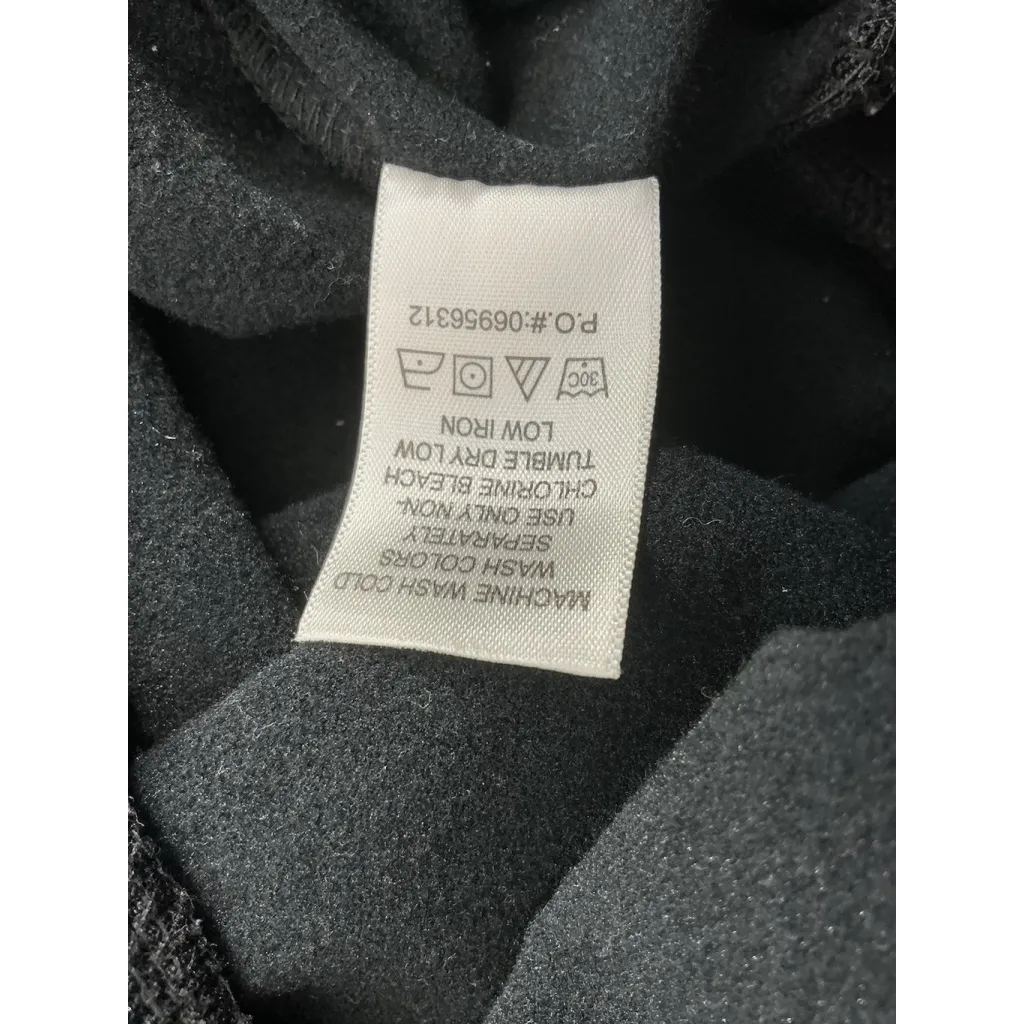 MACHINE WASH COLD
WASH COLORS
SEPARATELY
USE ONLY NON-
CHLORINE BLEACH
TUMBLE DRY LOW
LOW IRON
30C
P.O.#:06956312